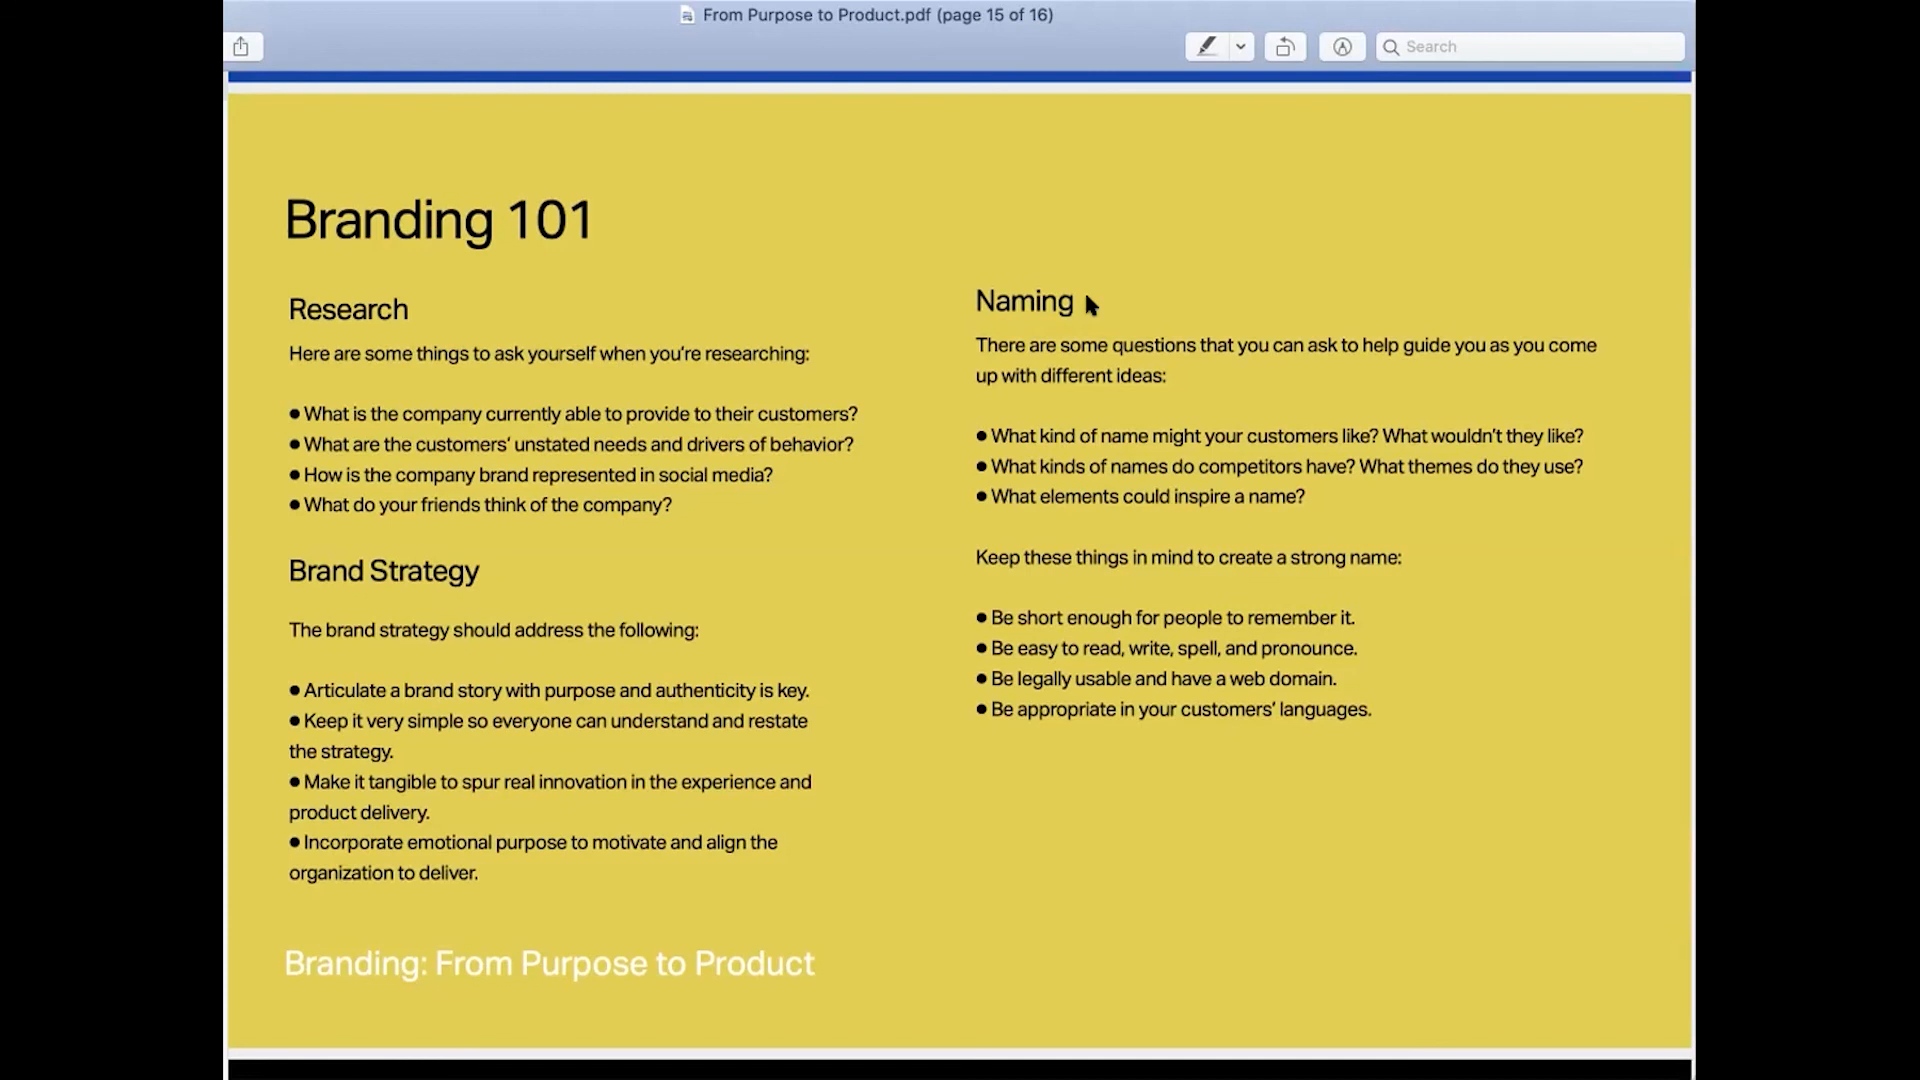 From Purpose to Product.pdf (page 15 of 16)
Search
Branding 101
Research
Here are some things to ask yourself when you're researching:
● What is the company currently able to provide to their customers?
● What are the customers' unstated needs and drivers of behavior?
● How is the company brand represented in social media?
● What do your friends think of the company?
Brand Strategy
The brand strategy should address the following:
● Articulate a brand story with purpose and authenticity is key.
● Keep it very simple so everyone can understand and restate
the strategy.
● Make it tangible to spur real innovation in the experience and
product delivery.
● Incorporate emotional purpose to motivate and align the
organization to deliver.
Naming
There are some questions that you can ask to help guide you as you come
up with different ideas:
● What kind of name might your customers like? What wouldn't they like?
● What kinds of names do competitors have? What themes do they use?
● What elements could inspire a name?
Keep these things in mind to create a strong name:
● Be short enough for people to remember it.
● Be easy to read, write, spell, and pronounce.
● Be legally usable and have a web domain.
● Be appropriate in your customers' languages.
Branding: From Purpose to Product